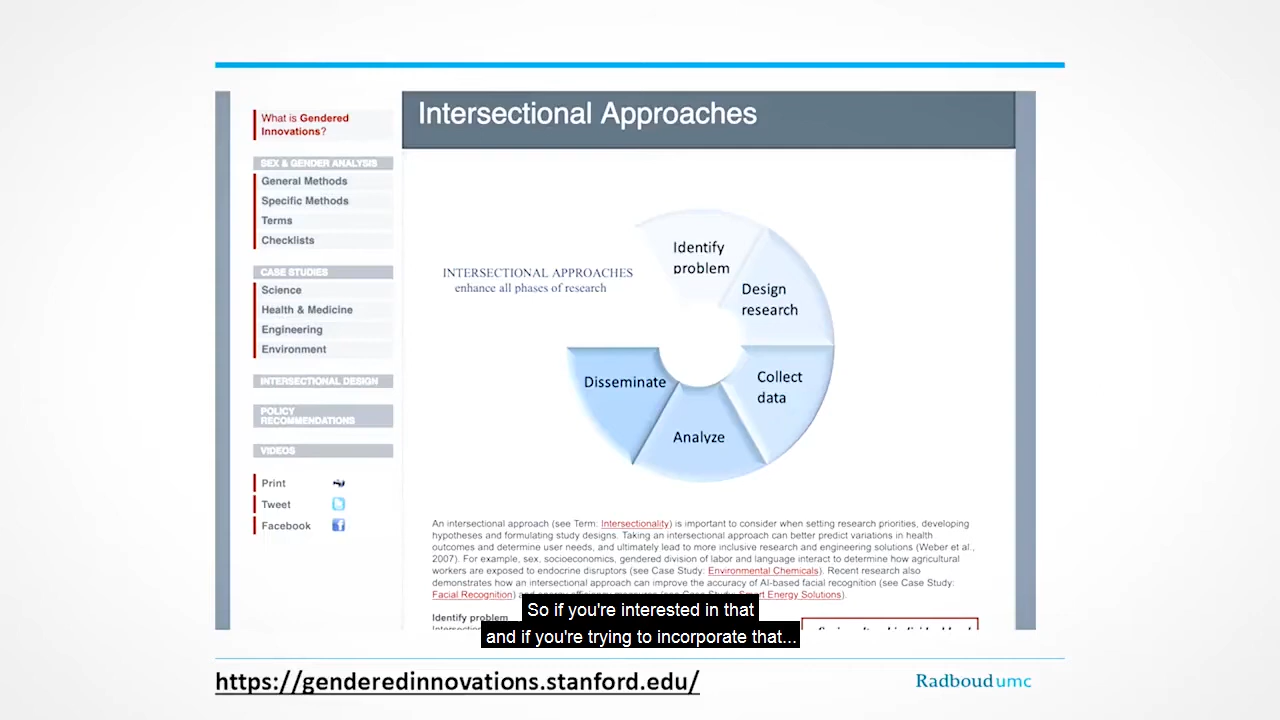 What is Gendered
Innovations?
SEX & GENDER ANALYSIS
General Methods
Specific Methods
Terms
Checklists
CASE STUDIES
Science
Health & Medicine
Engineering
Environment
INTERSECTIONAL DESIGN
POLICY
RECOMMENDATIONS
VIDEOS
Print
Tweet
Facebook
Intersectional Approaches
INTERSECTIONAL APPROACHES
enhance all phases of research
Identify
problem
Design
research
Collect
data
Analyze
Disseminate
An intersectional approach (see Term: Intersectionality) is important to consider when setting research priorities, developing
hypotheses and formulating study designs. Taking an intersectional approach can better predict variations in health
outcomes and determine user needs, and ultimately lead to more inclusive research and engineering solutions (Weber et al.,
2007). For example, sex, socioeconomics, gendered division of labor and language interact to determine how agricultural
workers are exposed to endocrine disruptors (see Case Study: Environmental Chemicals). Recent research also
demonstrates how an intersectional approach can improve the accuracy of AI-based facial recognition (see Case Study:
Facial Recognition) Energy Solutions).
Identify problem
So if you're interested in that
and if you're trying to incorporate that...
https://genderedinnovations.stanford.edu/
Radboudumc